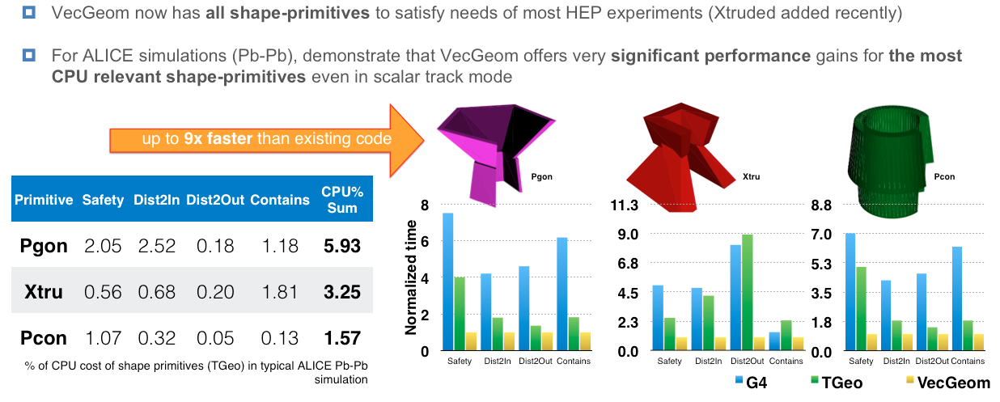 VecGeom now has all shape-primitives to satisfy needs of most HEP experiments (Xtruded added recently)
For ALICE simulations (Pb-Pb), demonstrate that VecGeom offers very significant performance gains for the most
CPU relevant shape-primitives even in scalar track mode
up to 9x faster than existing code
Pgon
Xtru
Pcon
Primitive Safety Dist2In Dist2Out Contains CPU% Sum
Pgon 2.05 2.52 0.18 1.18 5.93
Xtru 0.56 0.68 0.20 1.81 3.25
Pcon 1.07 0.32 0.05 0.13 1.57
% of CPU cost of shape primitives (TGeo) in typical ALICE Pb-Pb
simulation
Normalized time
8
6
4
2
0
Safety Dist2In Dist2Out Contains
11.3
9.0
6.8
4.5
2.3
0.0
Safety Dist2In Dist2Out Contains
8.8
7.0
5.3
3.5
1.8
0.0
Safety Dist2In Dist2Out Contains
G4 TGeo VecGeom